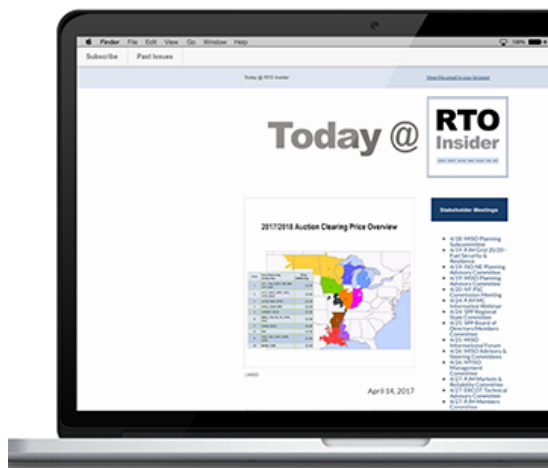 Finder File Edit View Go Window Help
100%
Subscribe Past Issues
Today @ RTO Insider
View this email in your browser
Today @
RTO
Insider
Stakeholder Meetings
2017/2018 Auction Clearing Price Overview
4/18: MISO Planning
Subcommittee
4/19: PJM Grid 20/20 -
Fuel Security &
Resilience
4/19: ISO-NE Planning
Advisory Committee
4/19: MISO Planning
Advisory Committee
4/20: NY PSC
Commission Meeting
4/24: PJM MC
Information Webinar
4/24: SPP Regional
State Committee
4/25: SPP Board of
Directors/Members
Committee
4/25: MISO
Informational Forum
4/26: MISO Advisory &
Steering Committees
4/26: NYISO
Management
Committee
4/27: PJM Markets &
Reliability Committee
4/27: ERCOT Technical
Advisory Committee
4/27: PJM Members
Committee
| MISO
April 14, 2017